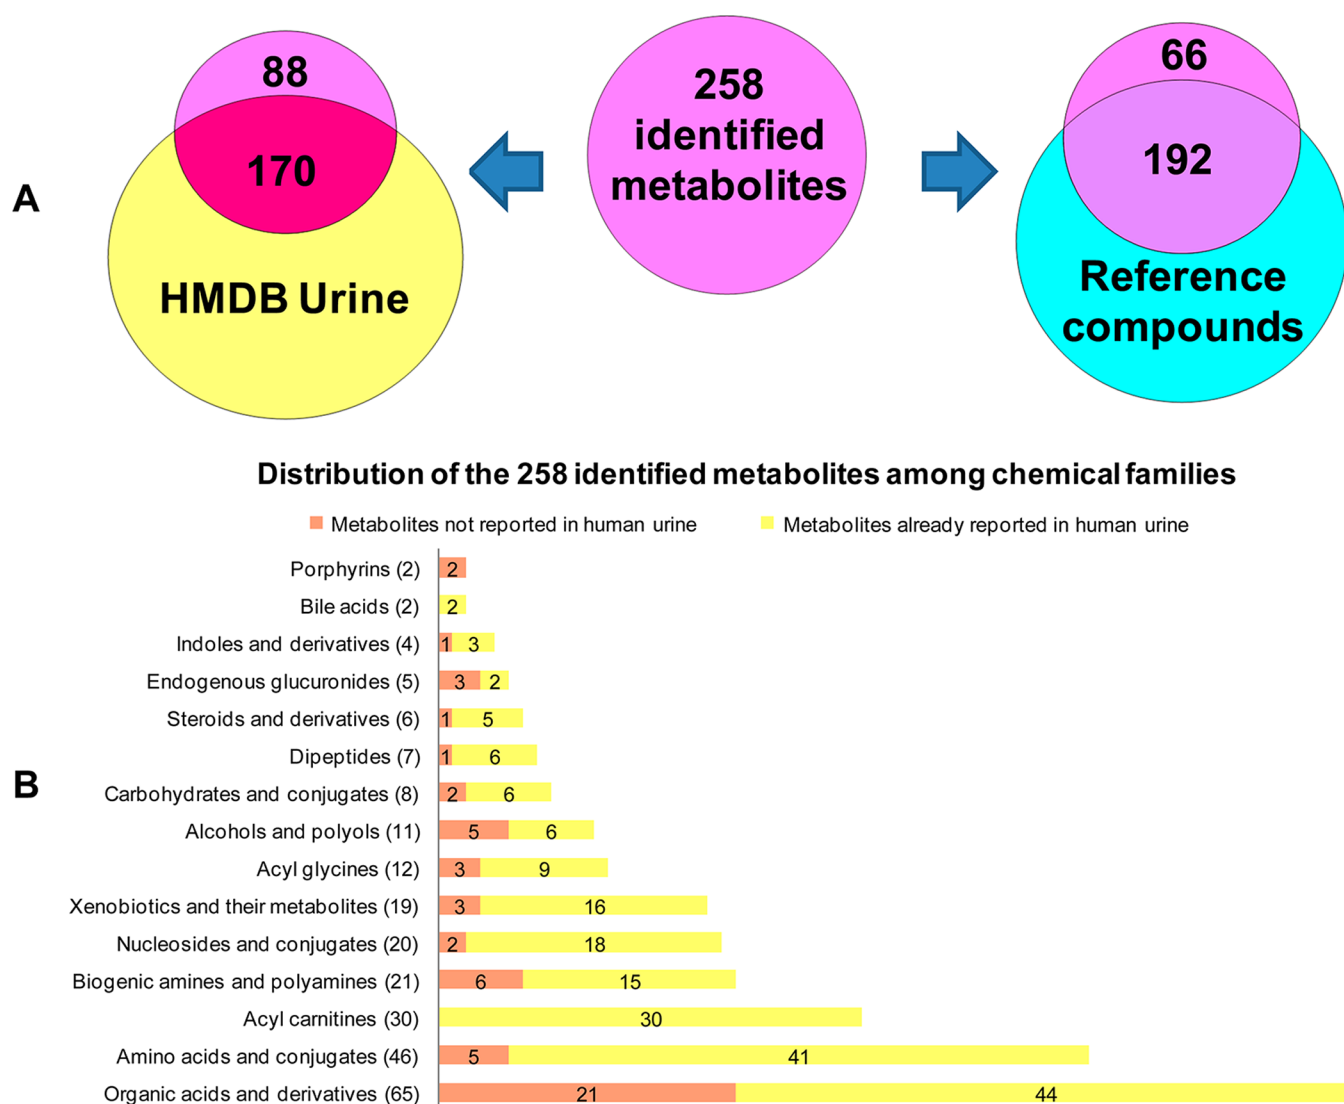 88
170
HMDB Urine
258
identified
metabolites
66
192
Reference
compounds
A
Distribution of the 258 identified metabolites among chemical families
Metabolites not reported in human urine Metabolites already reported in human urine
B
Porphyrins (2) 2
Bile acids (2) 2
Indoles and derivatives (4) 1 3
Endogenous glucuronides (5) 3 2
Steroids and derivatives (6) 1 5
Dipeptides (7) 1 6
Carbohydrates and conjugates (8) 2 6
Alcohols and polyols (11) 5 6
Acyl glycines (12) 3 9
Xenobiotics and their metabolites (19) 3 16
Nucleosides and conjugates (20) 2 18
Biogenic amines and polyamines (21) 6 15
Acyl carnitines (30) 30
Amino acids and conjugates (46) 5 41
Organic acids and derivatives (65) 21 44